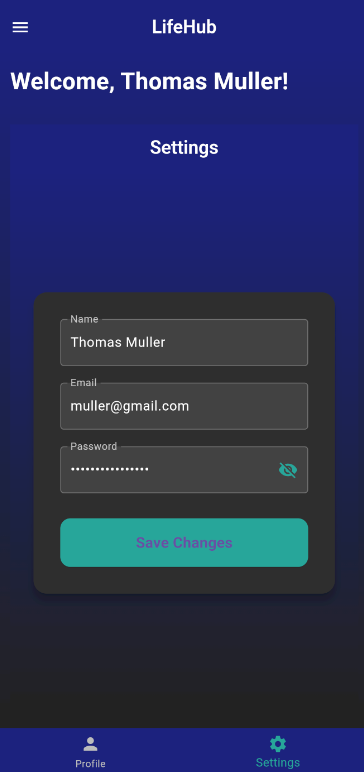 LifeHub
Welcome, Thomas Muller!
Settings
Name
Thomas Muller
Email
muller@gmail.com
Password
••••••••••••••••
Save Changes
Profile
Settings